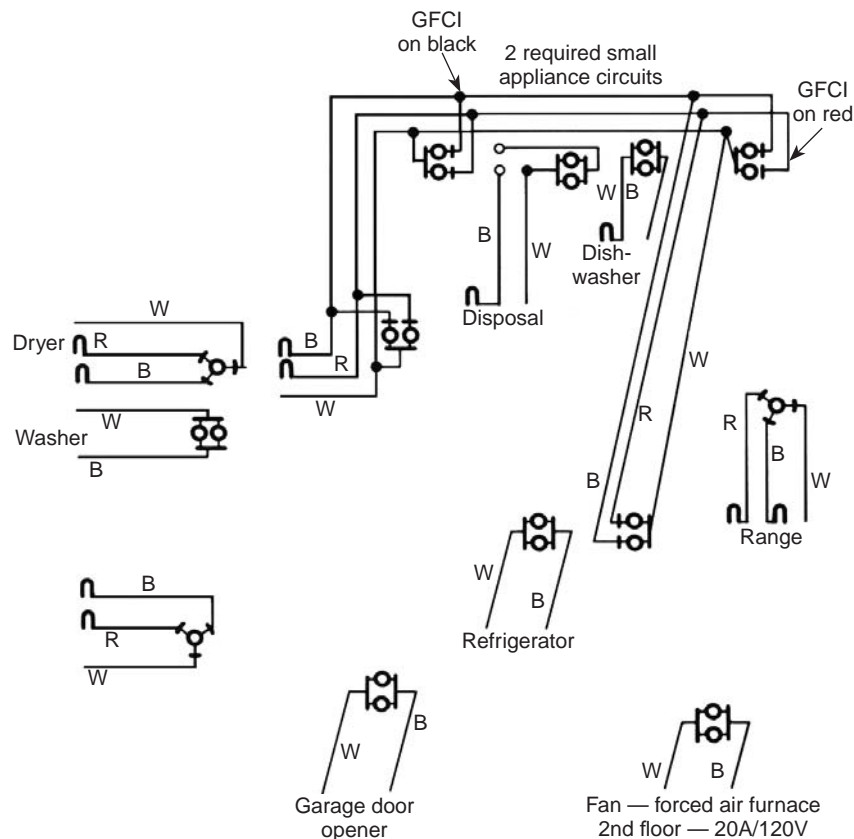 GFCI
on black
2 required small
appliance circuits
GFCI
on red
W
B
B
W
Dish-
washer
Disposal
W
Dryer
R
B
B
R
W
W
Washer
B
W
R
B
R
B
W
Range
B
R
W
W
B
Refrigerator
W
B
Garage door
opener
W
B
Fan — forced air furnace
2nd floor — 20A/120V